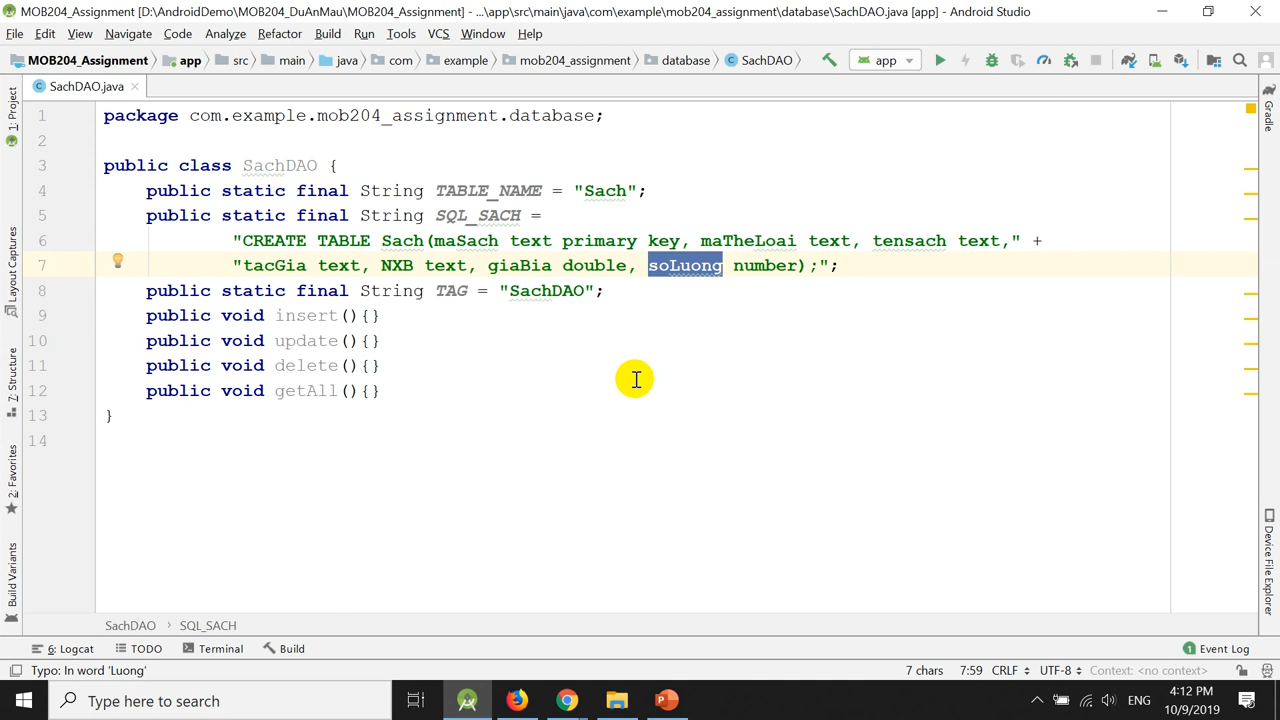 MOB204_Assignment [D:\AndroidDemo\MOB204_DuAnMau\MOB204_Assignment] - ...\app\src\main\java\com\example\mob204_assignment\database\SachDAO.java [app] - Android Studio
File Edit View Navigate Code Analyze Refactor Build Run Tools VCS Window Help
MOB204_Assignment app src main java com example mob204_assignment database SachDAO app
SachDAO.java
1 package com.example.mob204_assignment.database;
2
3 public class SachDAO {
4 public static final String TABLE_NAME = "Sach";
5 public static final String SQL_SACH =
6 "CREATE TABLE Sach(maSach text primary key, maTheLoai text, tensach text," +
7 "tacGia text, NXB text, giaBia double, soLuong number);";
8 public static final String TAG = "SachDAO";
9 public void insert(){}
10 public void update(){}
11 public void delete(){}
12 public void getAll(){}
13 }
14
1: Project
Layout Captures
7: Structure
2: Favorites
Build Variants
Gradle
Device File Explorer
SachDAO › SQL_SACH
6: Logcat TODO Terminal Build 1 Event Log
Typo: In word 'Luong' 7 chars 7:59 CRLF UTF-8 Context: <no context>
Type here to search ENG 4:12 PM
10/9/2019